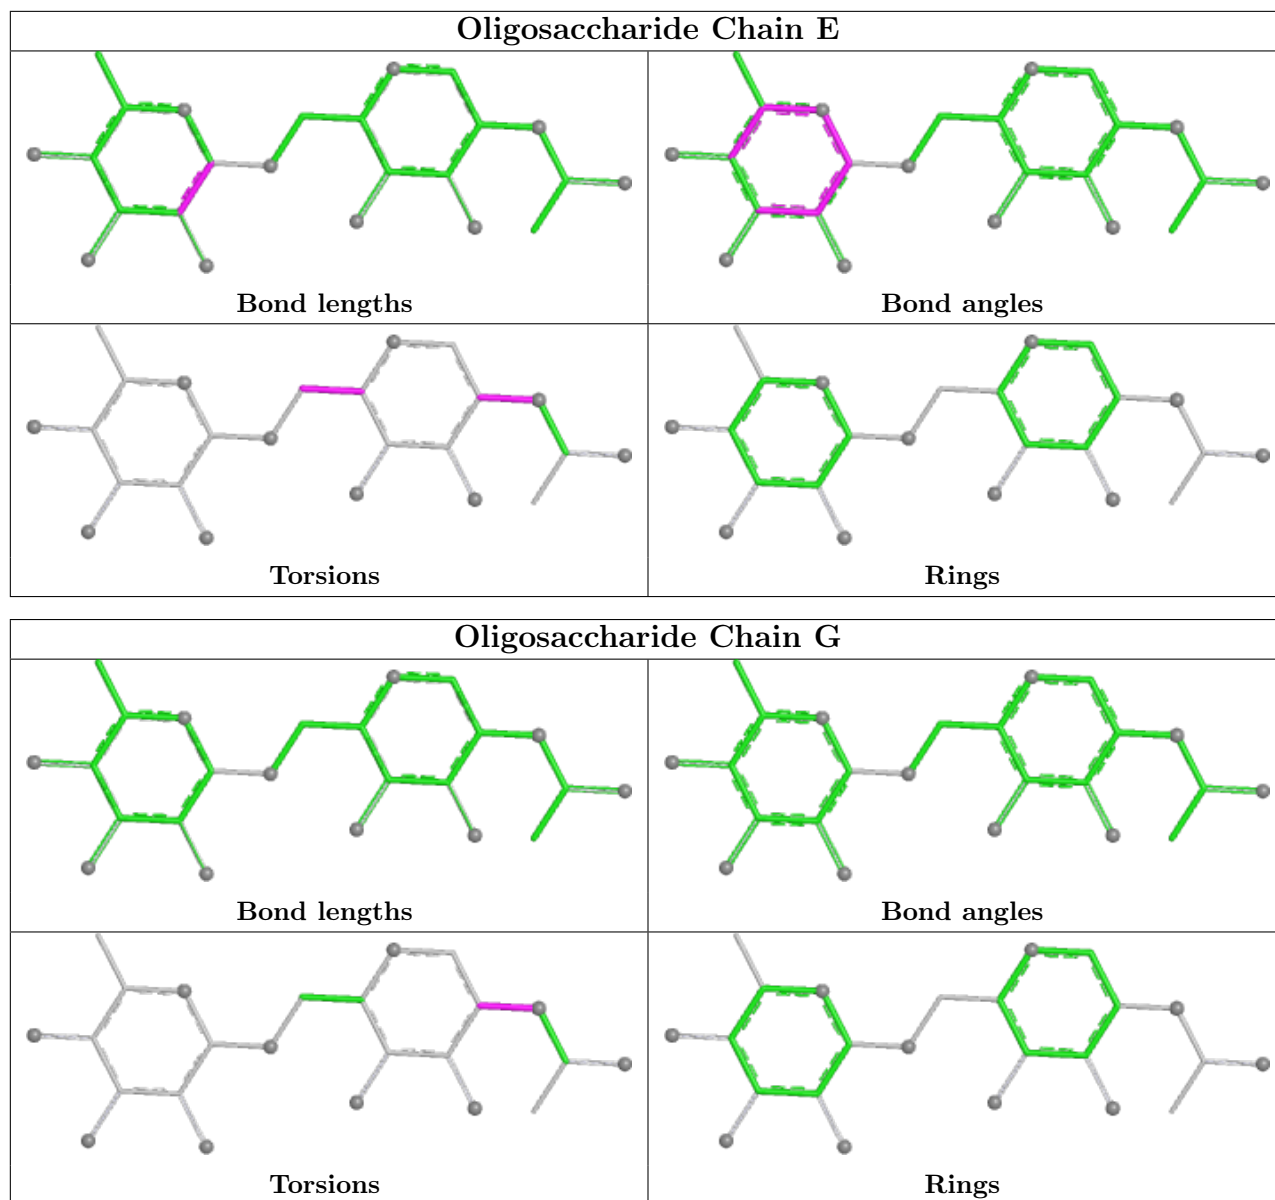 Oligosaccharide Chain E
Bond lengths
Bond angles
Torsions
Rings
Oligosaccharide Chain G
Bond lengths
Bond angles
Torsions
Rings